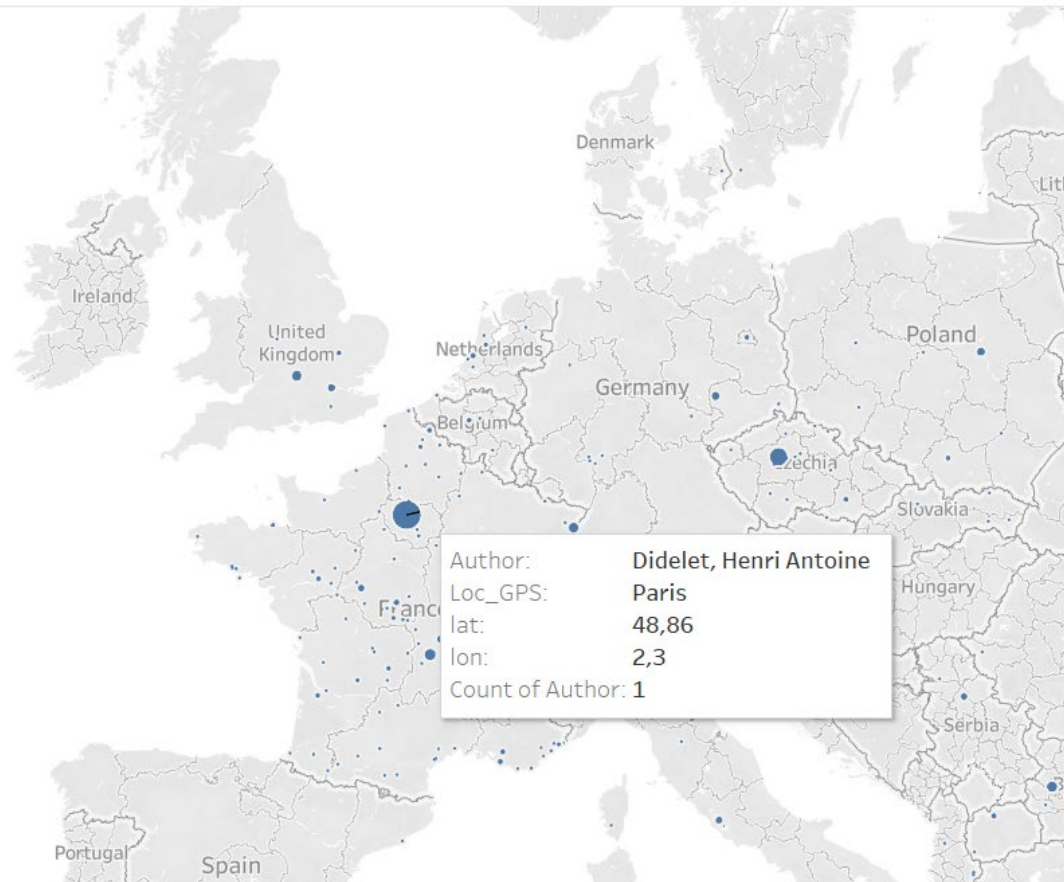 Denmark
Lit
Ireland
United
Kingdom
Netherlands
Poland
Germany
Belgium
Czechia
Slovakia
Author: Didelet, Henri Antoine
Loc_GPS: Paris
lat: 48,86
lon: 2,3
Count of Author: 1
Hungary
France
Serbia
Portugal
Spain